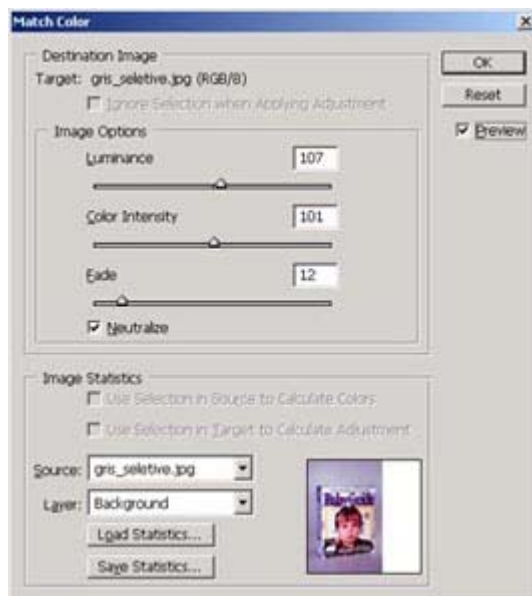 Match Color
Destination Image
Target: gris_seletive.jpg (RGB/8)
Ignore Selection when Applying Adjustment
Image Options
Luminance 107
Color Intensity 101
Fade 12
Neutralize
Image Statistics
Use Selection in Source to Calculate Colors
Use Selection in Target to Calculate Adjustment
Source: gris_seletive.jpg
Layer: Background
Load Statistics...
Save Statistics...
OK
Reset
Preview